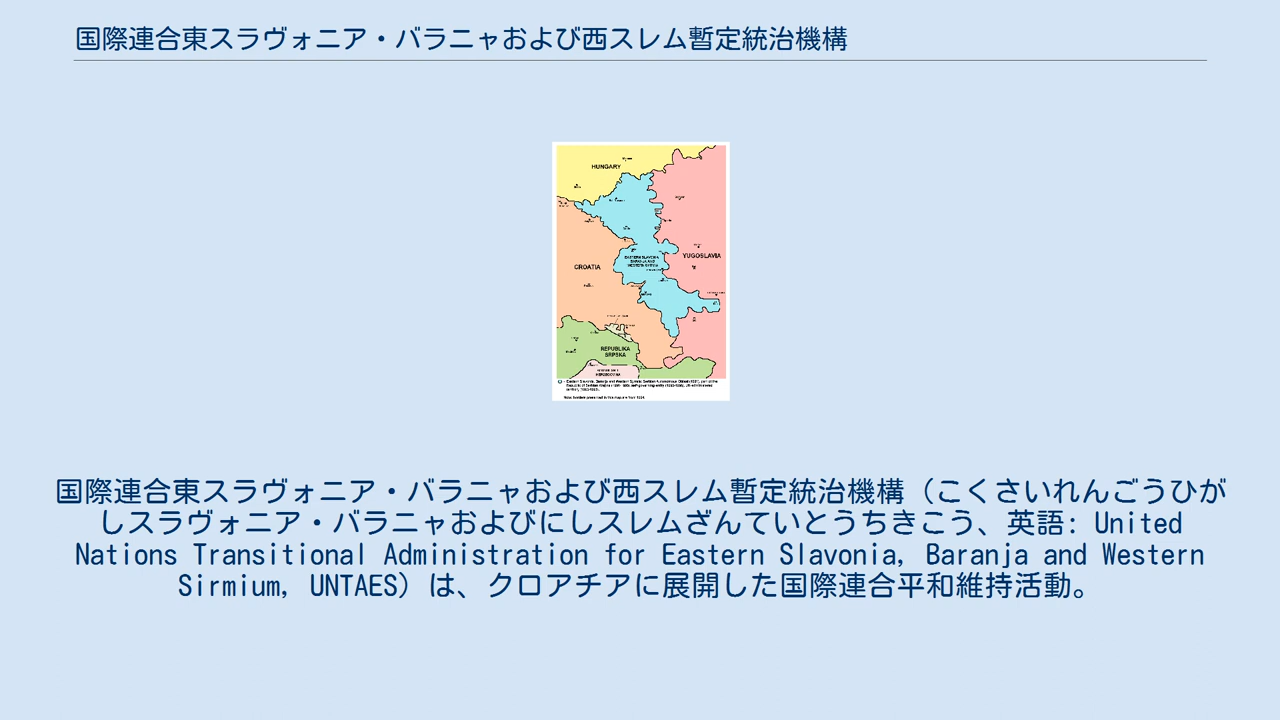 国際連合東スラヴォニア・バラニャおよび西スレム暫定統治機構
HUNGARY
CROATIA
YUGOSLAVIA
EASTERN SLAVONIA
BARANJA AND
WESTERN SYRMIA
REPUBLIKA
SRPSKA
国際連合東スラヴォニア・バラニャおよび西スレム暫定統治機構（こくさいれんごうひが
しスラヴォニア・バラニャおよびにしスレムざんていとうちきこう、英語: United
Nations Transitional Administration for Eastern Slavonia, Baranja and Western
Sirmium, UNTAES）は、クロアチアに展開した国際連合平和維持活動。